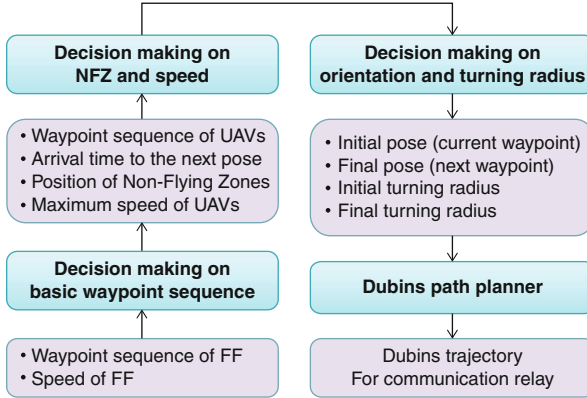 Decision making on
NFZ and speed
• Waypoint sequence of UAVs
• Arrival time to the next pose
• Position of Non-Flying Zones
• Maximum speed of UAVs
Decision making on
basic waypoint sequence
• Waypoint sequence of FF
• Speed of FF
Decision making on
orientation and turning radius
• Initial pose (current waypoint)
• Final pose (next waypoint)
• Initial turning radius
• Final turning radius
Dubins path planner
Dubins trajectory
For communication relay